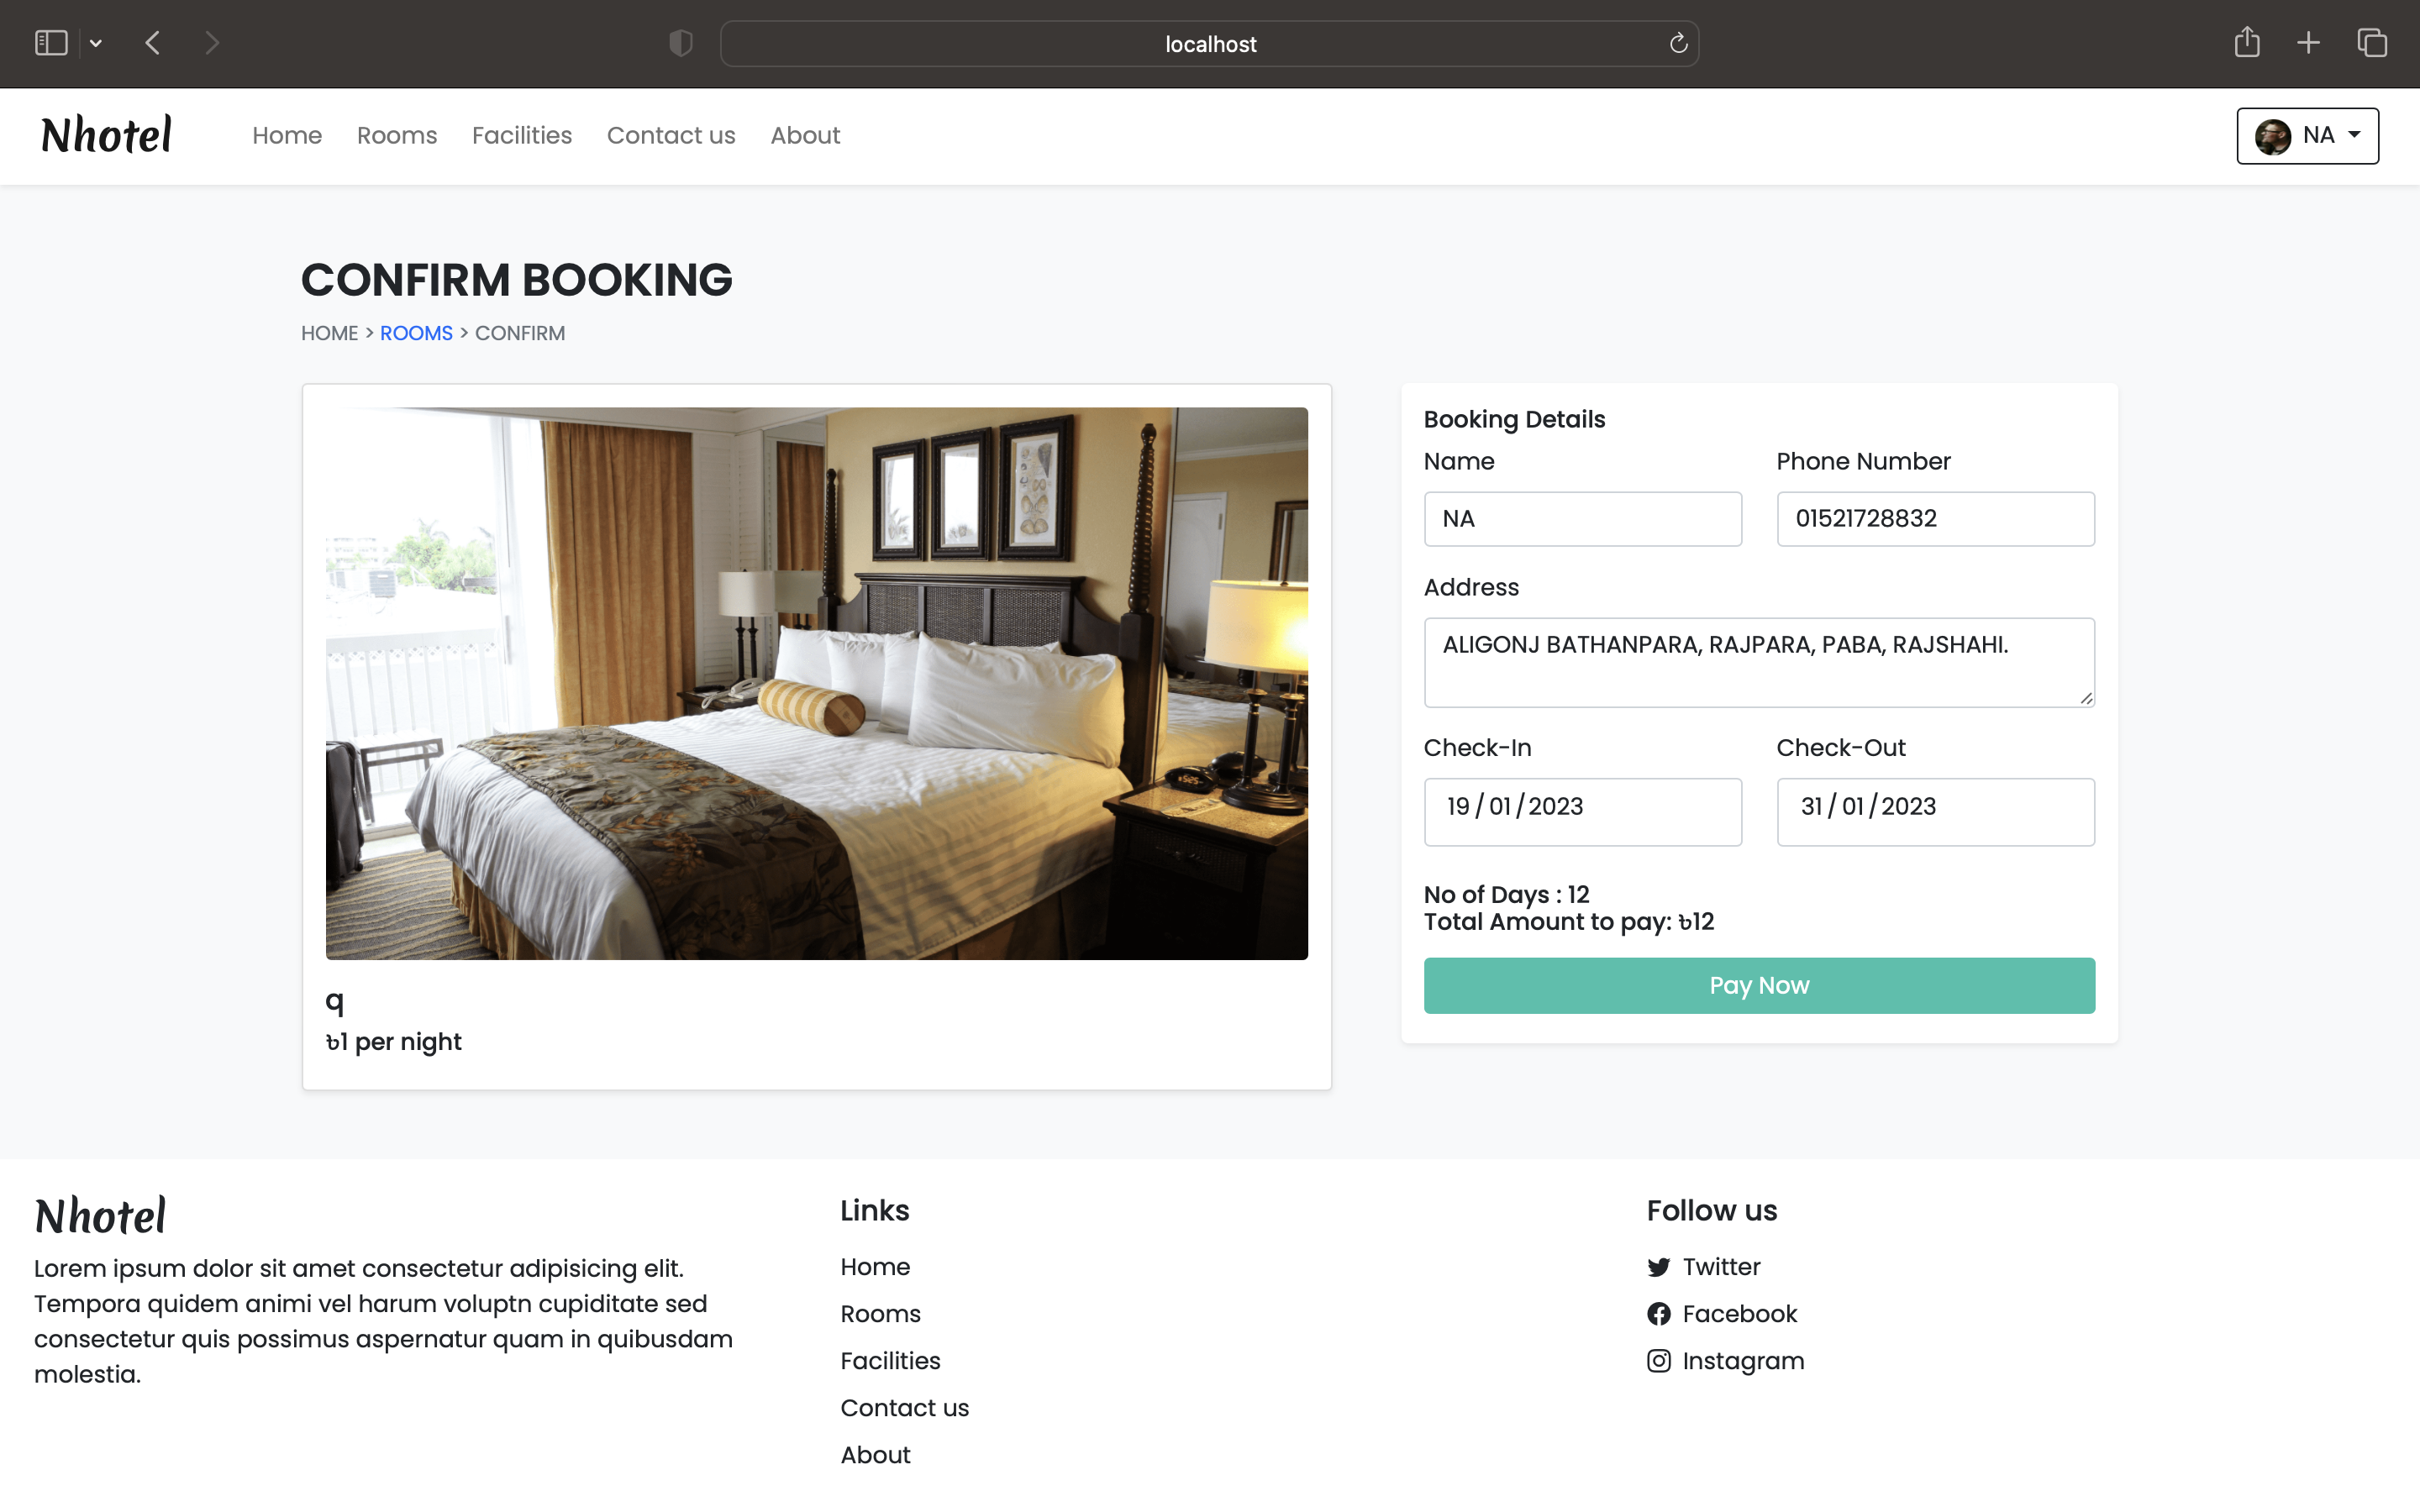 localhost
Nhotel
Home Rooms Facilities Contact us About
NA
CONFIRM BOOKING
HOME > ROOMS > CONFIRM
Booking Details
Name Phone Number
NA 01521728832
Address
ALIGONJ BATHANPARA, RAJPARA, PABA, RAJSHAHI.
Check-In Check-Out
19/01/2023 31/01/2023
No of Days : 12
Total Amount to pay: ৳12
Pay Now
q
৳1 per night
Nhotel
Lorem ipsum dolor sit amet consectetur adipisicing elit.
Tempora quidem animi vel harum voluptn cupiditate sed
consectetur quis possimus aspernatur quam in quibusdam
molestia.
Links
Home
Rooms
Facilities
Contact us
About
Follow us
Twitter
Facebook
Instagram